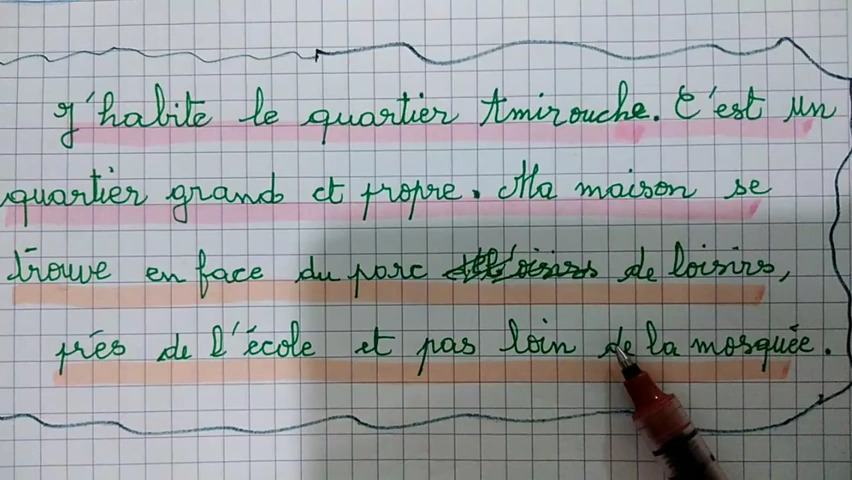 J'habite le quartier Amirouche. C'est un
quartier grand et propre. Ma maison se
trouve en face du parc de loisirs,
près de l'école et pas loin de la mosquée.